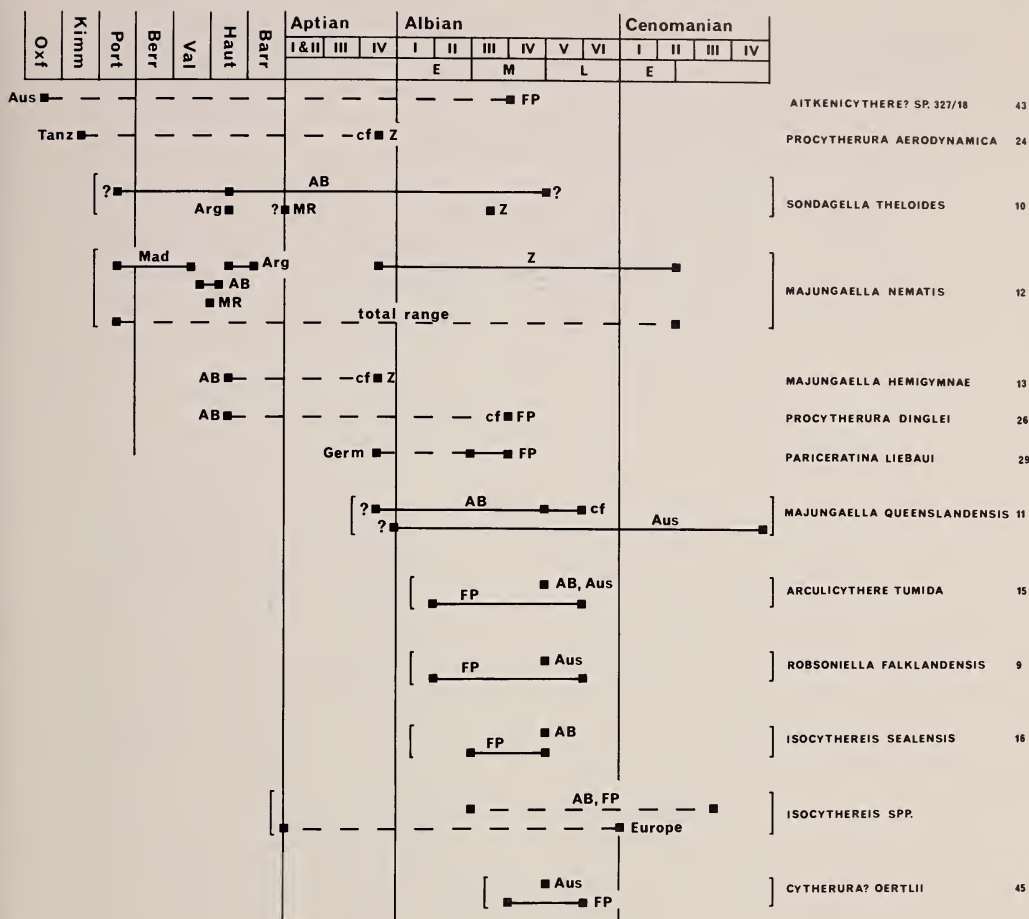 Oxf Kimm Port Berr Val Haut Barr Aptian Albian Cenomanian
I & II III IV I II III IV V VI I II III IV
E M L E
Aus FP AITKENICYTHERE? SP. 327/18 43
Tanz cf Z PROCYTHERURA AERODYNAMICA 24
? AB ?
Arg ? MR Z SONDAGELLA THELOIDES 10
Mad Arg Z
AB
MR MAJUNGAELLA NEMATIS 12
total range
AB cf Z MAJUNGAELLA HEMIGYMNAE 13
AB cf FP PROCYTHERURA DINGLEI 26
Germ FP PARICERATINA LIEBAUI 29
? AB cf
? Aus MAJUNGAELLA QUEENSLANDENSIS 11
AB, Aus
FP ARCULICYTHERE TUMIDA 15
Aus
FP ROBSONIELLA FALKLANDENSIS 9
AB
FP ISOCYTHEREIS SEALENSIS 16
AB, FP
Europe ISOCYTHEREIS SPP.
Aus
FP CYTHERURA? OERTLII 45